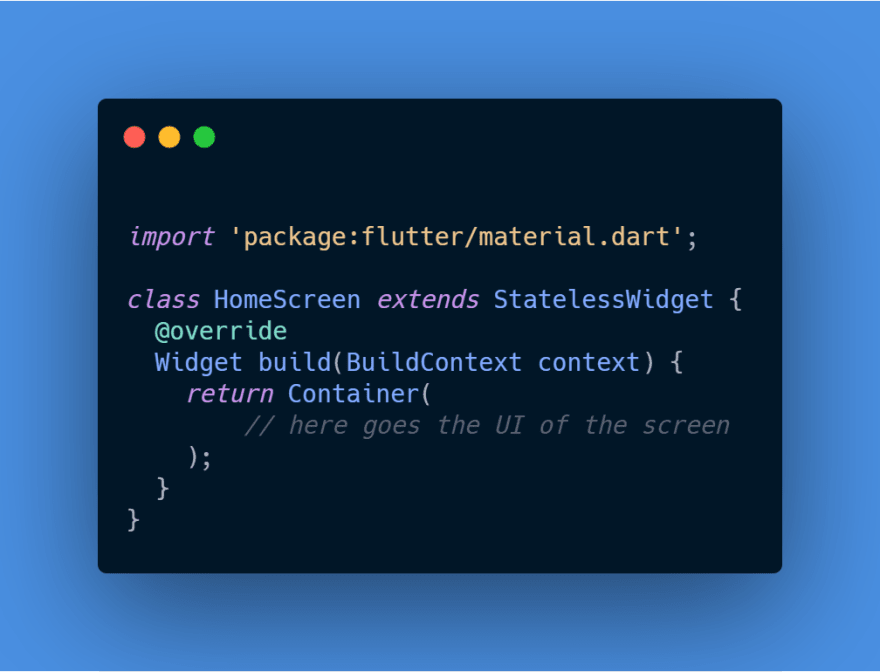 import 'package:flutter/material.dart';
class HomeScreen extends StatelessWidget {
  @override
  Widget build(BuildContext context) {
    return Container(
        // here goes the UI of the screen
    );
  }
}